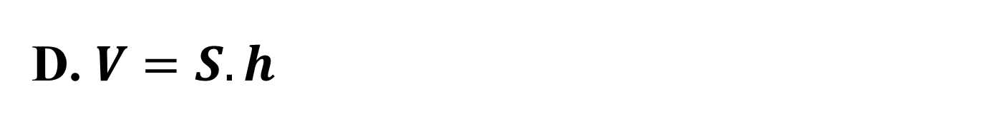 D. V = S. h